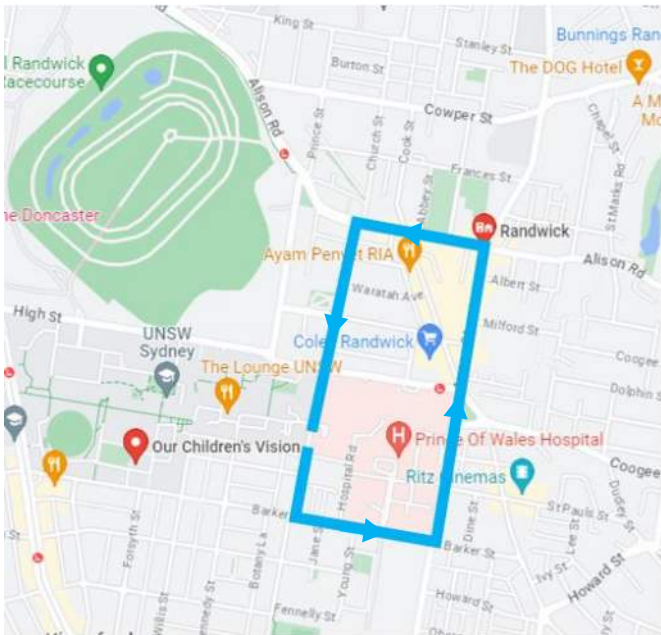 King St
Stanley St
Bunnings Ran
l Randwick
Racecourse
Burton St
The DOG Hotel
Alison Rd
Prince St
Church St
Cook St
Cowper St
Chapel St
A M
Mo
Frances St
Abbey St
St Marks Rd
ne Doncaster
Randwick
Ayam Penyet RIA
Alison Rd
Albert St
Waratah Ave
High St
Milford St
UNSW
Sydney
Coles Randwick
Coogee
The Lounge UNSW
Dolphin S
Our Children's Vision
Hospital Rd
H
Prince Of Wales Hospital
Coogee
Ritz Cinemas
St Pauls St
Dudley St
Barker
Forsyth St
Botany La
Jane S
Young St
Dine St
Barker St
Lee St
Ivy St
Howard St
Willis St
Kennedy St
Fennelly St
Howard St